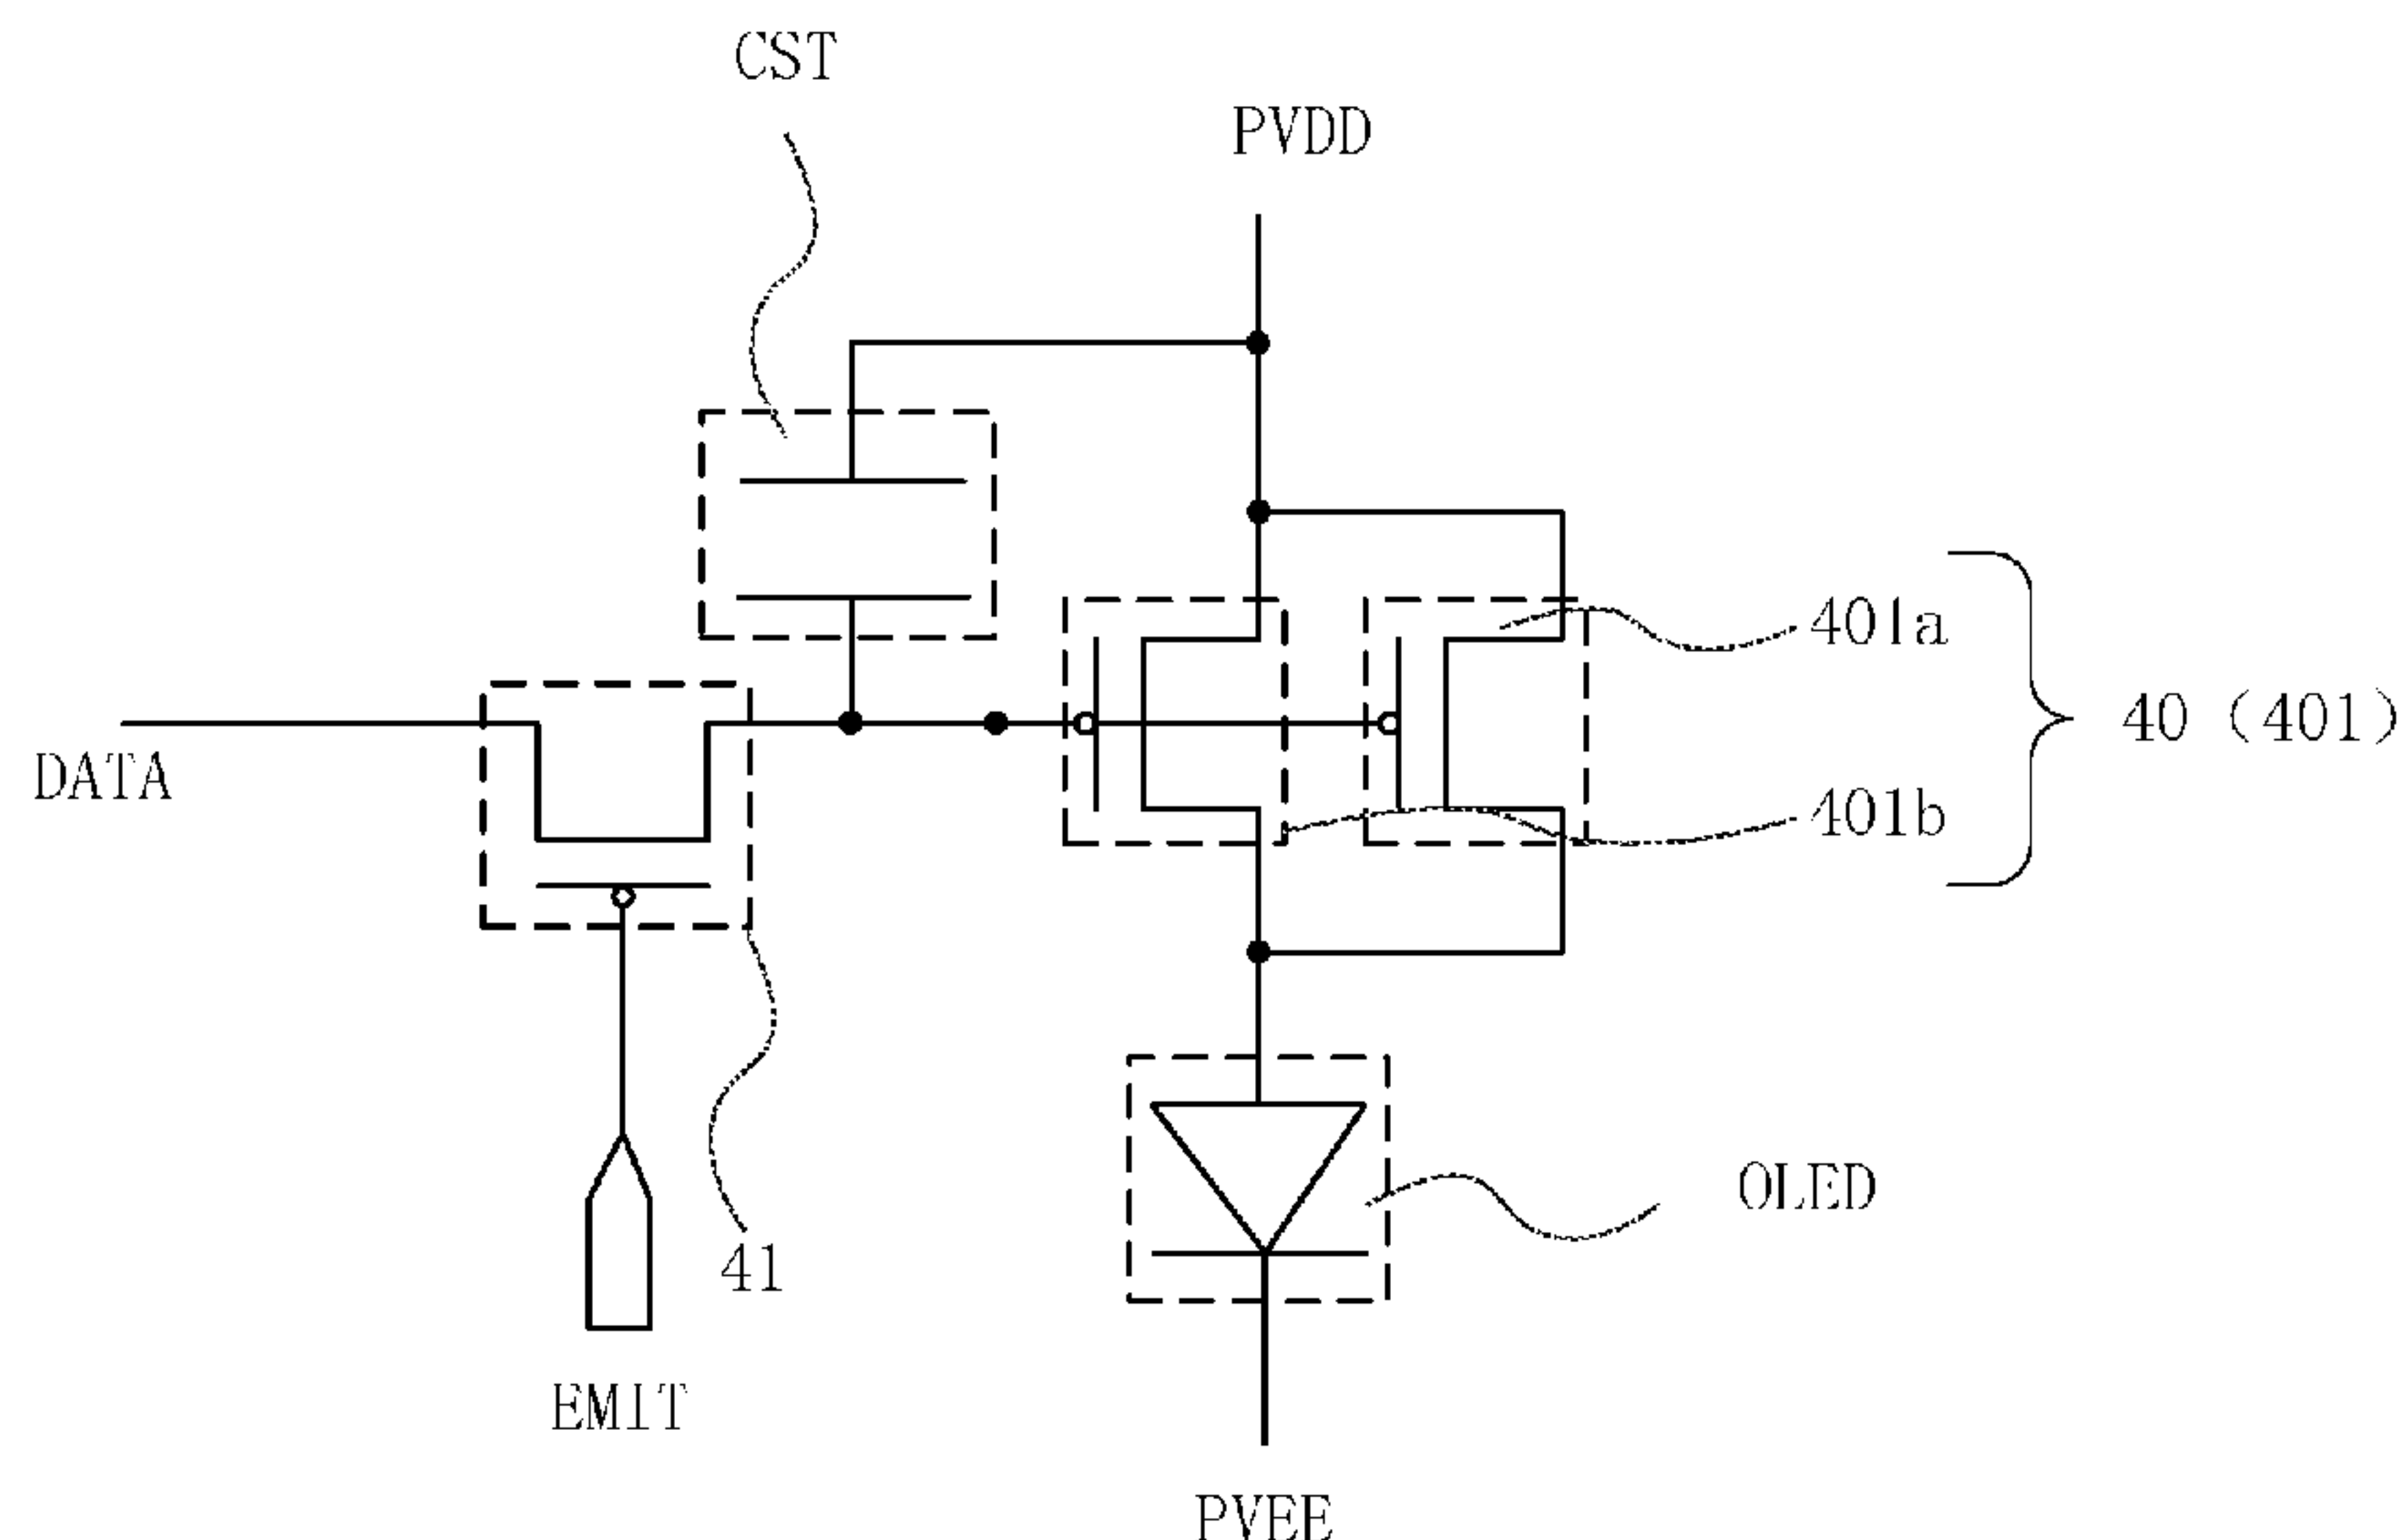 CST
PVDD
401a
40 (401)
DATA
401b
OLED
41
EMIT
PVEE